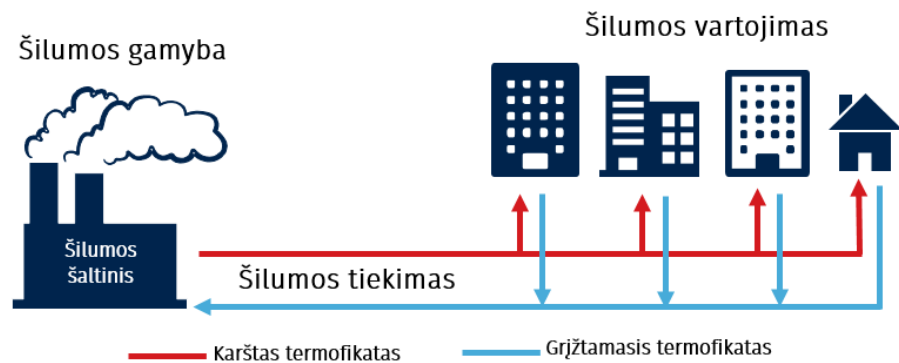 Šilumos gamyba
Šilumos vartojimas
Šilumos
šaltinis
Šilumos tiekimas
Karštas termofikatas
Grįžtamasis termofikatas